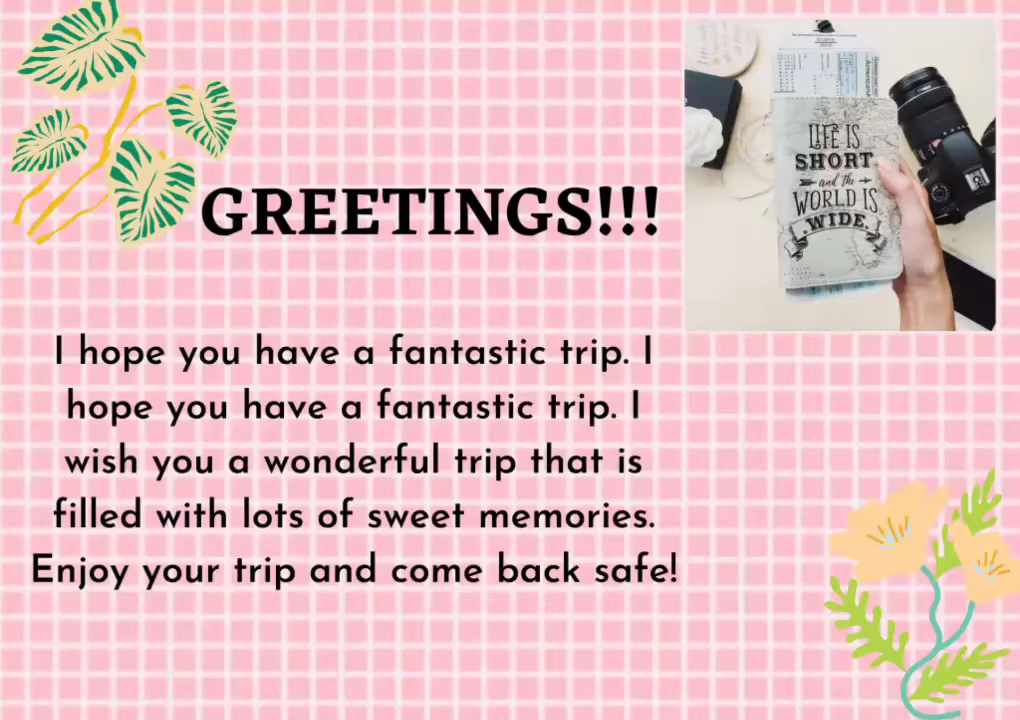 GREETINGS!!!
I hope you have a fantastic trip. I
hope you have a fantastic trip. I
wish you a wonderful trip that is
filled with lots of sweet memories.
Enjoy your trip and come back safe!
LIFE IS
SHORT
and the
WORLD IS
WIDE.